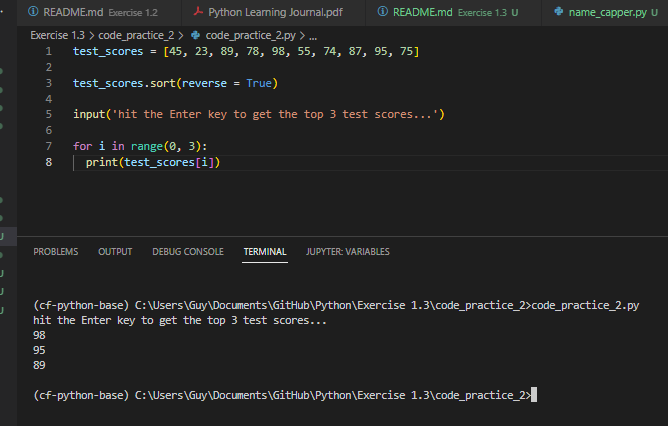 README.md Exercise 1.2 Python Learning Journal.pdf README.md Exercise 1.3 U name_capper.py U
Exercise 1.3 > code_practice_2 > code_practice_2.py > ...
1 test_scores = [45, 23, 89, 78, 98, 55, 74, 87, 95, 75]
2
3 test_scores.sort(reverse = True)
4
5 input('hit the Enter key to get the top 3 test scores...')
6
7 for i in range(0, 3):
8 print(test_scores[i])
U
U
U
U
PROBLEMS OUTPUT DEBUG CONSOLE TERMINAL JUPYTER: VARIABLES
(cf-python-base) C:\Users\Guy\Documents\GitHub\Python\Exercise 1.3\code_practice_2>code_practice_2.py
hit the Enter key to get the top 3 test scores...
98
95
89
(cf-python-base) C:\Users\Guy\Documents\GitHub\Python\Exercise 1.3\code_practice_2>